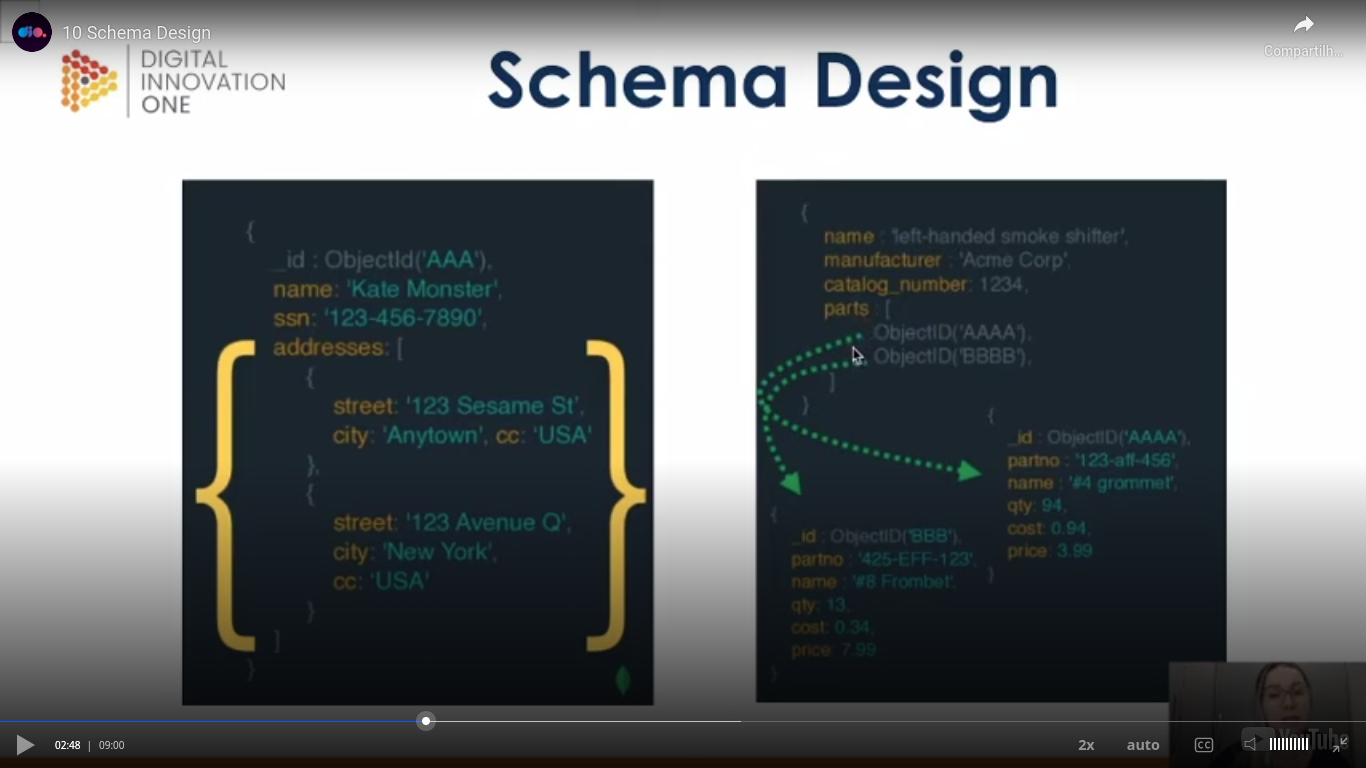 10 Schema Design
Compartilh...
DIGITAL
INNOVATION
ONE
Schema Design
{
_id : ObjectId('AAA'),
name: 'Kate Monster',
ssn: '123-456-7890',
addresses: [
{
street: '123 Sesame St',
city: 'Anytown', cc: 'USA'
},
{
street: '123 Avenue Q',
city: 'New York',
cc: 'USA'
}
]
}
{
name : 'left-handed smoke shifter',
manufacturer : 'Acme Corp',
catalog_number: 1234,
parts : [
ObjectID('AAAA'),
ObjectID('BBBB'),
]
}
{
_id : ObjectID('AAAA'),
partno : '123-aff-456',
name : '#4 grommet',
qty: 94,
cost: 0.94,
price: 3.99
}
{
_id : ObjectID('BBB'),
partno : '425-EFF-123',
name : '#8 Frombet',
qty: 13,
cost: 0.34,
price: 7.99
}
02:48 | 09:00
2x
auto
CC
YouTube